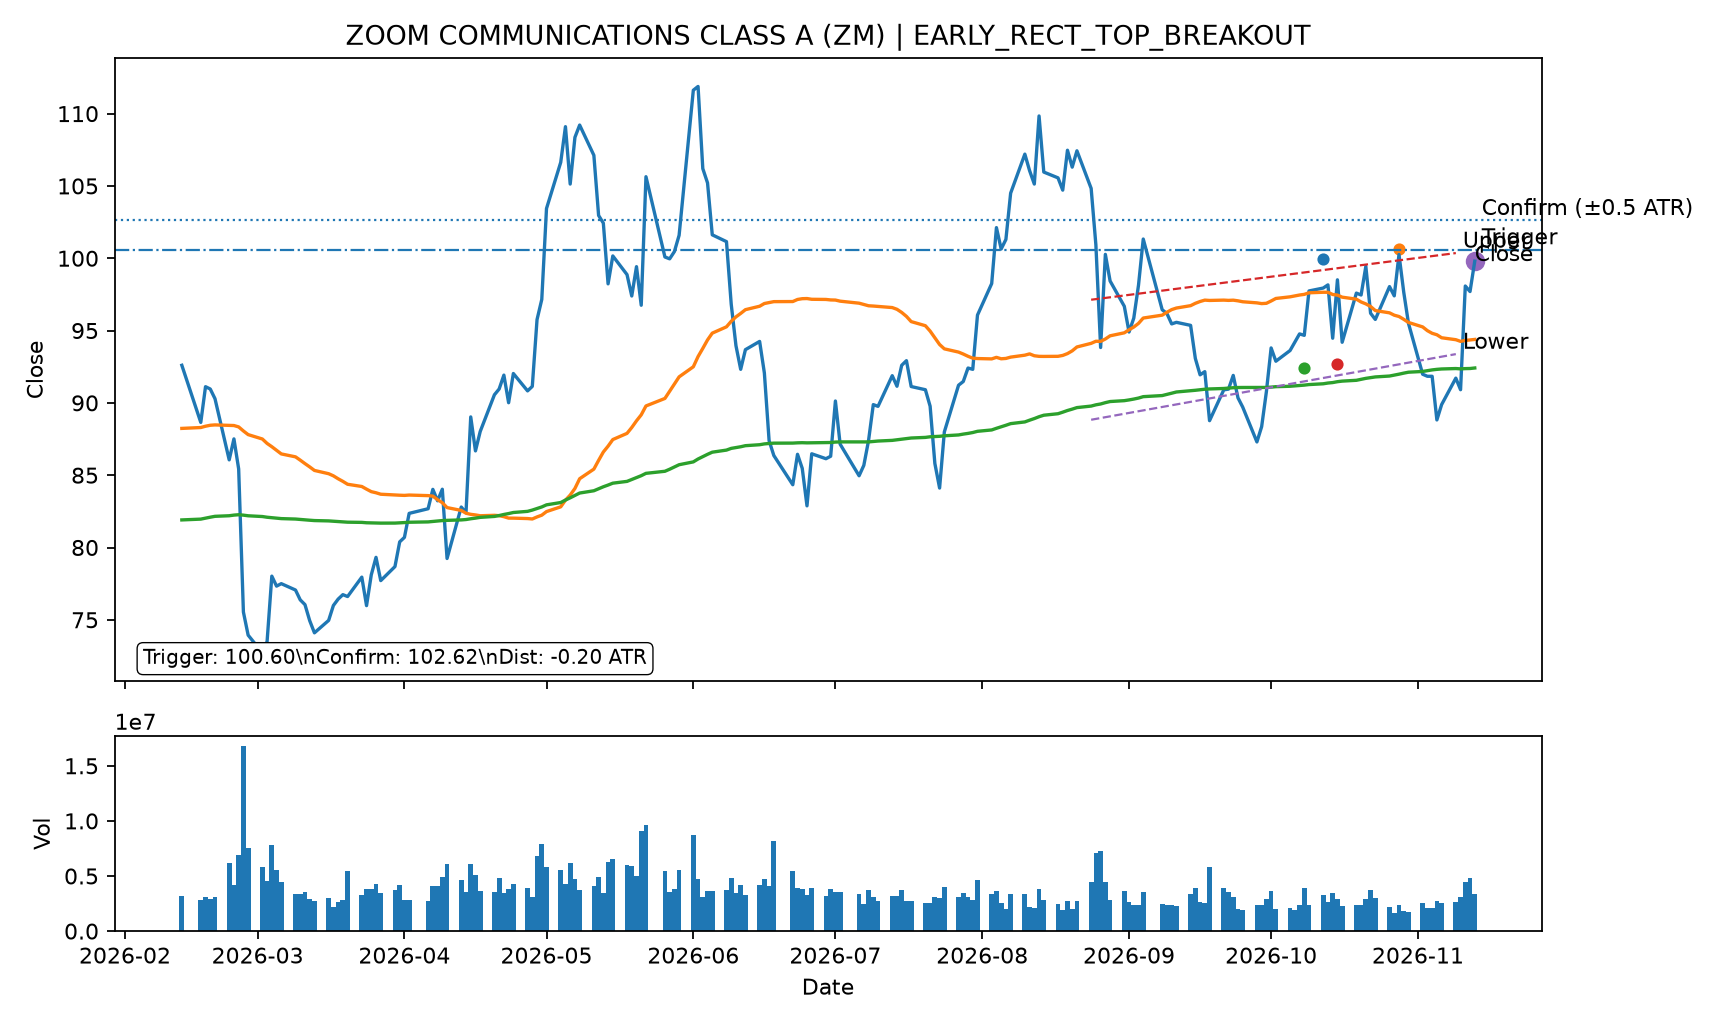 ZOOM COMMUNICATIONS CLASS A (ZM) | EARLY_RECT_TOP_BREAKOUT
Close
110
105
100
95
90
85
80
75
Confirm (±0.5 ATR)
Trigger
Upper
Close
Lower
Trigger: 100.60\nConfirm: 102.62\nDist: -0.20 ATR
1e7
Vol
1.5
1.0
0.5
0.0
2026-02
2026-03
2026-04
2026-05
2026-06
2026-07
2026-08
2026-09
2026-10
2026-11
Date